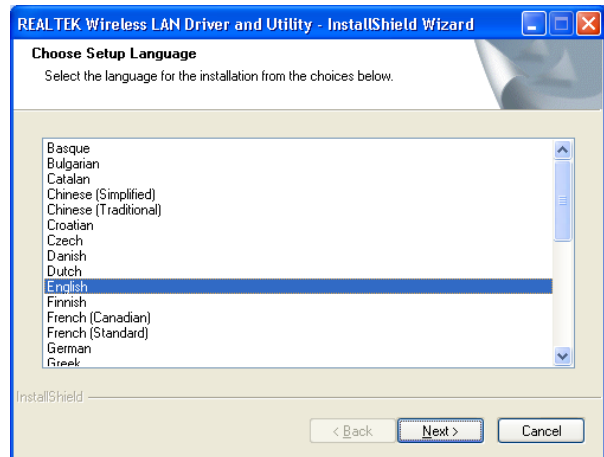 REALTEK Wireless LAN Driver and Utility - InstallShield Wizard
Choose Setup Language
Select the language for the installation from the choices below.
Basque
Bulgarian
Catalan
Chinese (Simplified)
Chinese (Traditional)
Croatian
Czech
Danish
Dutch
English
Finnish
French (Canadian)
French (Standard)
German
Greek
InstallShield
< Back Next > Cancel